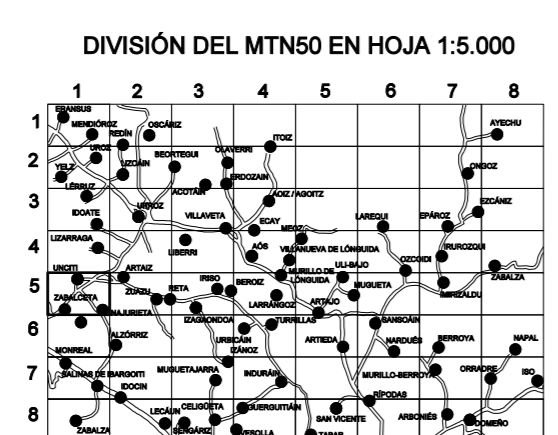 DIVISIÓN DEL MTN50 EN HOJA 1:5.000
1 2 3 4 5 6 7 8
1
ERANSUS
MENDIÓROZ
REDÍN
OSCÁRIZ
ITOIZ
AYECHU
2
UROZ
YELZ
LIZOÁIN
BEORTEGUI
OLAVERRI
ERDOZAIN
ONGOZ
LÉRRUZ
ACOTAIN
3
AOIZ / AGOITZ
URROZ
IDOATE
VILLAVETA
ECAY
LAREQUI
EPÁROZ
EZCÁNIZ
4
LIZARRAGA
LIBERRI
AÓS
MEOZ
VILLANUEVA DE LÓNGUIDA
IRUROZQUI
OZCOIDI
UNCITI
ARTAIZ
MURILLO DE
LÓNGUIDA
ULI-BAJO
ZABALZA
5
IRISO
BEROIZ
MUGUETA
IMIRIZALDU
ZABALCETA
ZUAZU
RETA
LARRÁNGOZ
ARTAJO
NAJURIETA
IZAGAONDOA
6
TURRILLAS
SANSOÁIN
ALZÓRRIZ
URBICÁIN
ARTIEDA
NARDUÉS
BERROYA
NAPAL
MONREAL
IZÁNOZ
7
SALINAS DE IBARGOITI
MUGUETAJARRA
INDURÁIN
MURILLO-BERROYA
ORRADRE
ISO
IDOCIN
RÍPODAS
8
LECÁUN
CELIGÜETA
GUERGUITIÁIN
SAN VICENTE
ARBONIÉS
DOMEÑO
ZABALZA
SENGÁRIZ
VESOLLA
TABAR